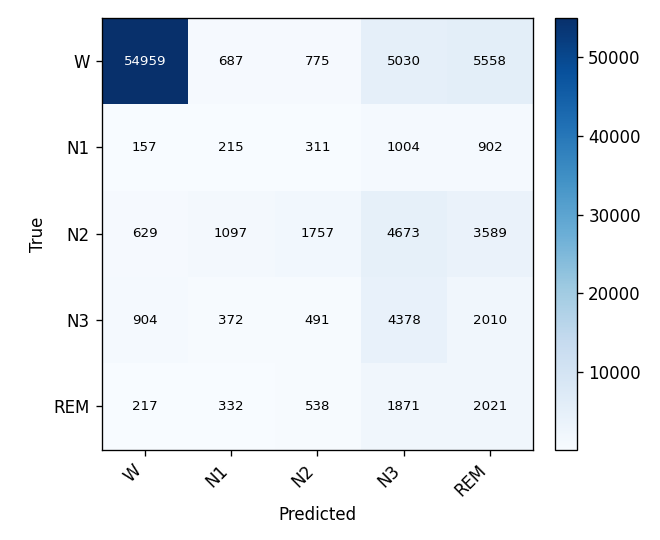 W 54959 687 775 5030 5558
N1 157 215 311 1004 902
N2 629 1097 1757 4673 3589
N3 904 372 491 4378 2010
REM 217 332 538 1871 2021
W N1 N2 N3 REM
Predicted
True
50000
40000
30000
20000
10000